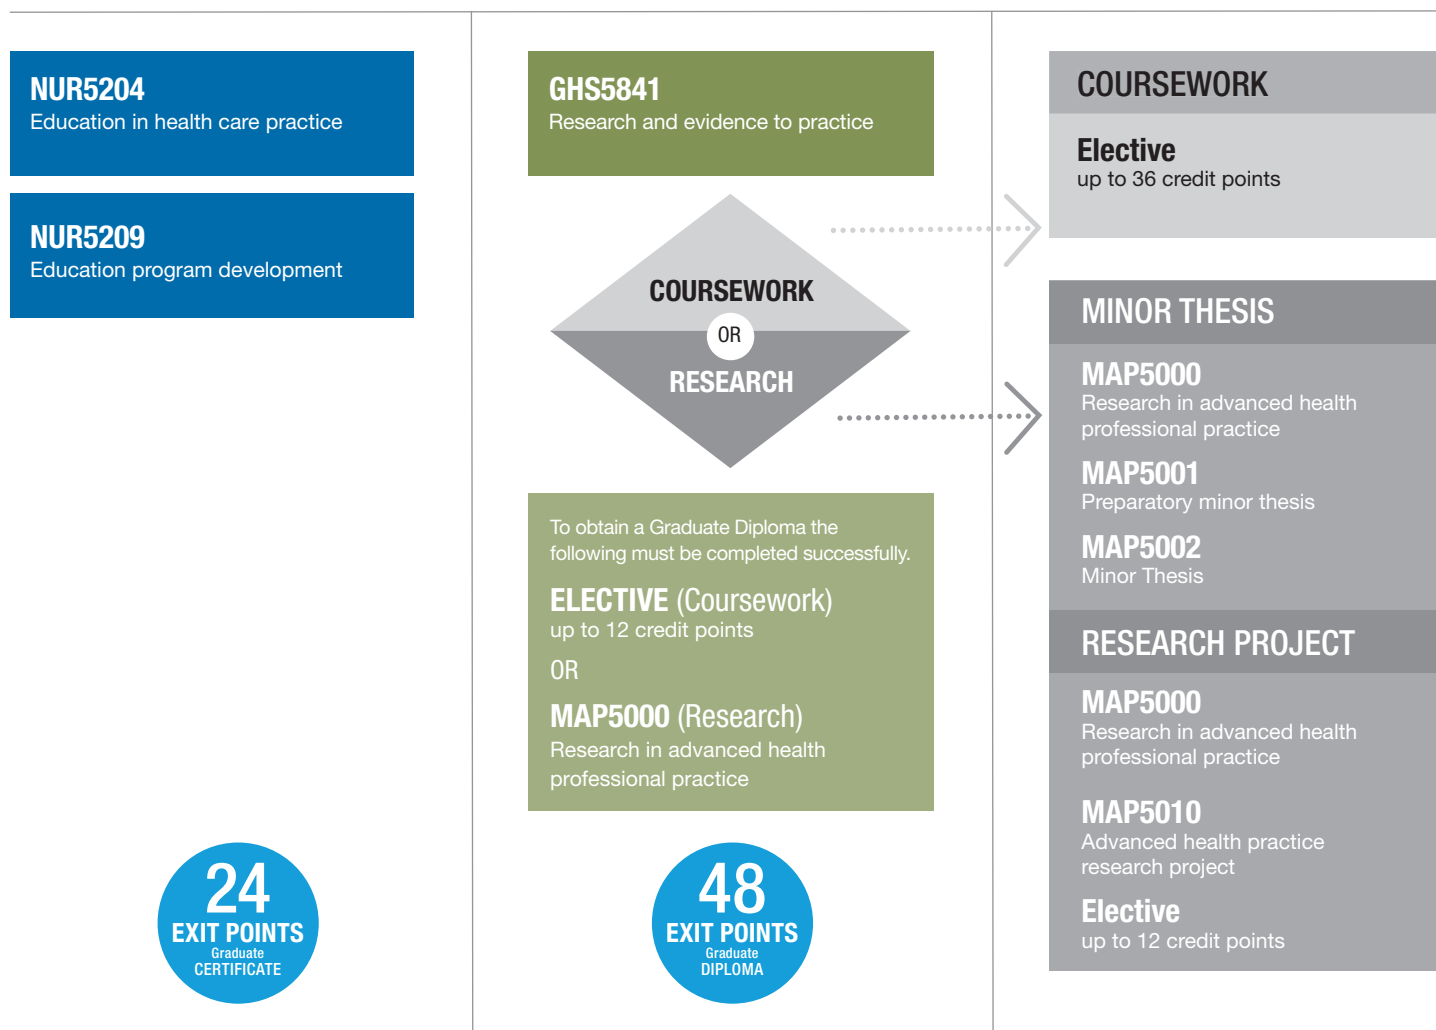 NUR5204
Education in health care practice
NUR5209
Education program development
24
EXIT POINTS
Graduate
CERTIFICATE
GHS5841
Research and evidence to practice
COURSEWORK
OR
RESEARCH
To obtain a Graduate Diploma the
following must be completed successfully.
ELECTIVE (Coursework)
up to 12 credit points
OR
MAP5000 (Research)
Research in advanced health
professional practice
48
EXIT POINTS
Graduate
DIPLOMA
COURSEWORK
Elective
up to 36 credit points
MINOR THESIS
MAP5000
Research in advanced health
professional practice
MAP5001
Preparatory minor thesis
MAP5002
Minor Thesis
RESEARCH PROJECT
MAP5000
Research in advanced health
professional practice
MAP5010
Advanced health practice
research project
Elective
up to 12 credit points